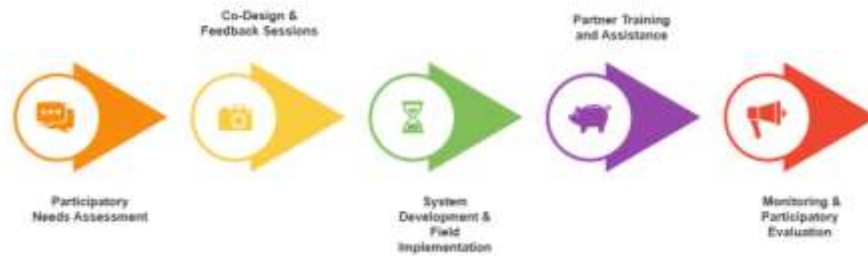 Co-Design &
Feedback Sessions
Partner Training
and Assistance
Participatory
Needs Assessment
System
Development &
Field
Implementation
Monitoring &
Participatory
Evaluation